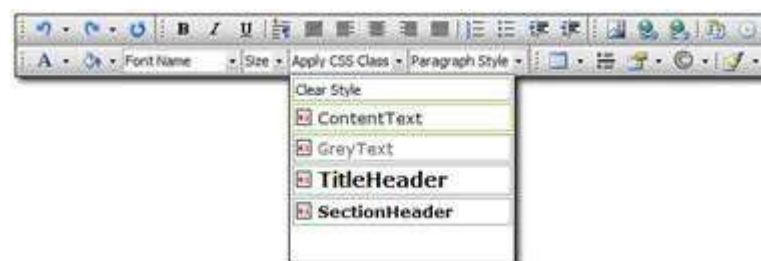 B I U
A Font Name Size Apply CSS Class Paragraph Style ©
Clear Style
ContentText
GreyText
TitleHeader
SectionHeader